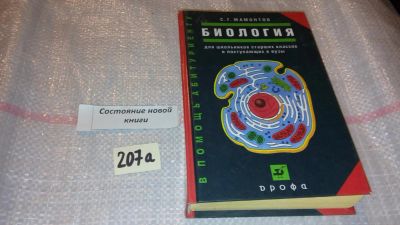 Состояние новой
книги
207а
С.Г. МАМОНТОВ
БИОЛОГИЯ
для школьников старших классов
и поступающих в вузы
В ПОМОЩЬ АБИТУРИЕНТУ
дрофа